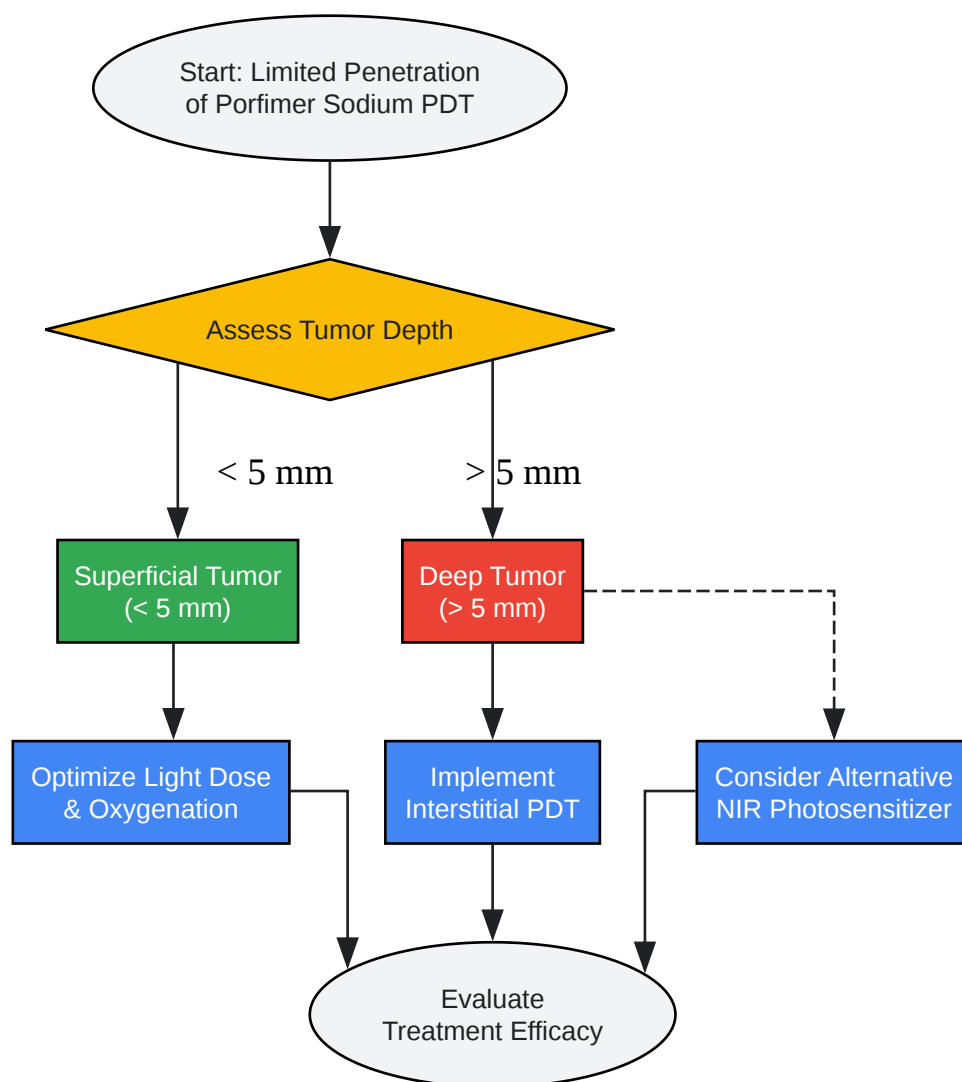 Start: Limited Penetration
of Porfimer Sodium PDT
Assess Tumor Depth
< 5 mm
> 5 mm
Superficial Tumor
(< 5 mm)
Deep Tumor
(> 5 mm)
Optimize Light Dose
& Oxygenation
Implement
Interstitial PDT
Consider Alternative
NIR Photosensitizer
Evaluate
Treatment Efficacy